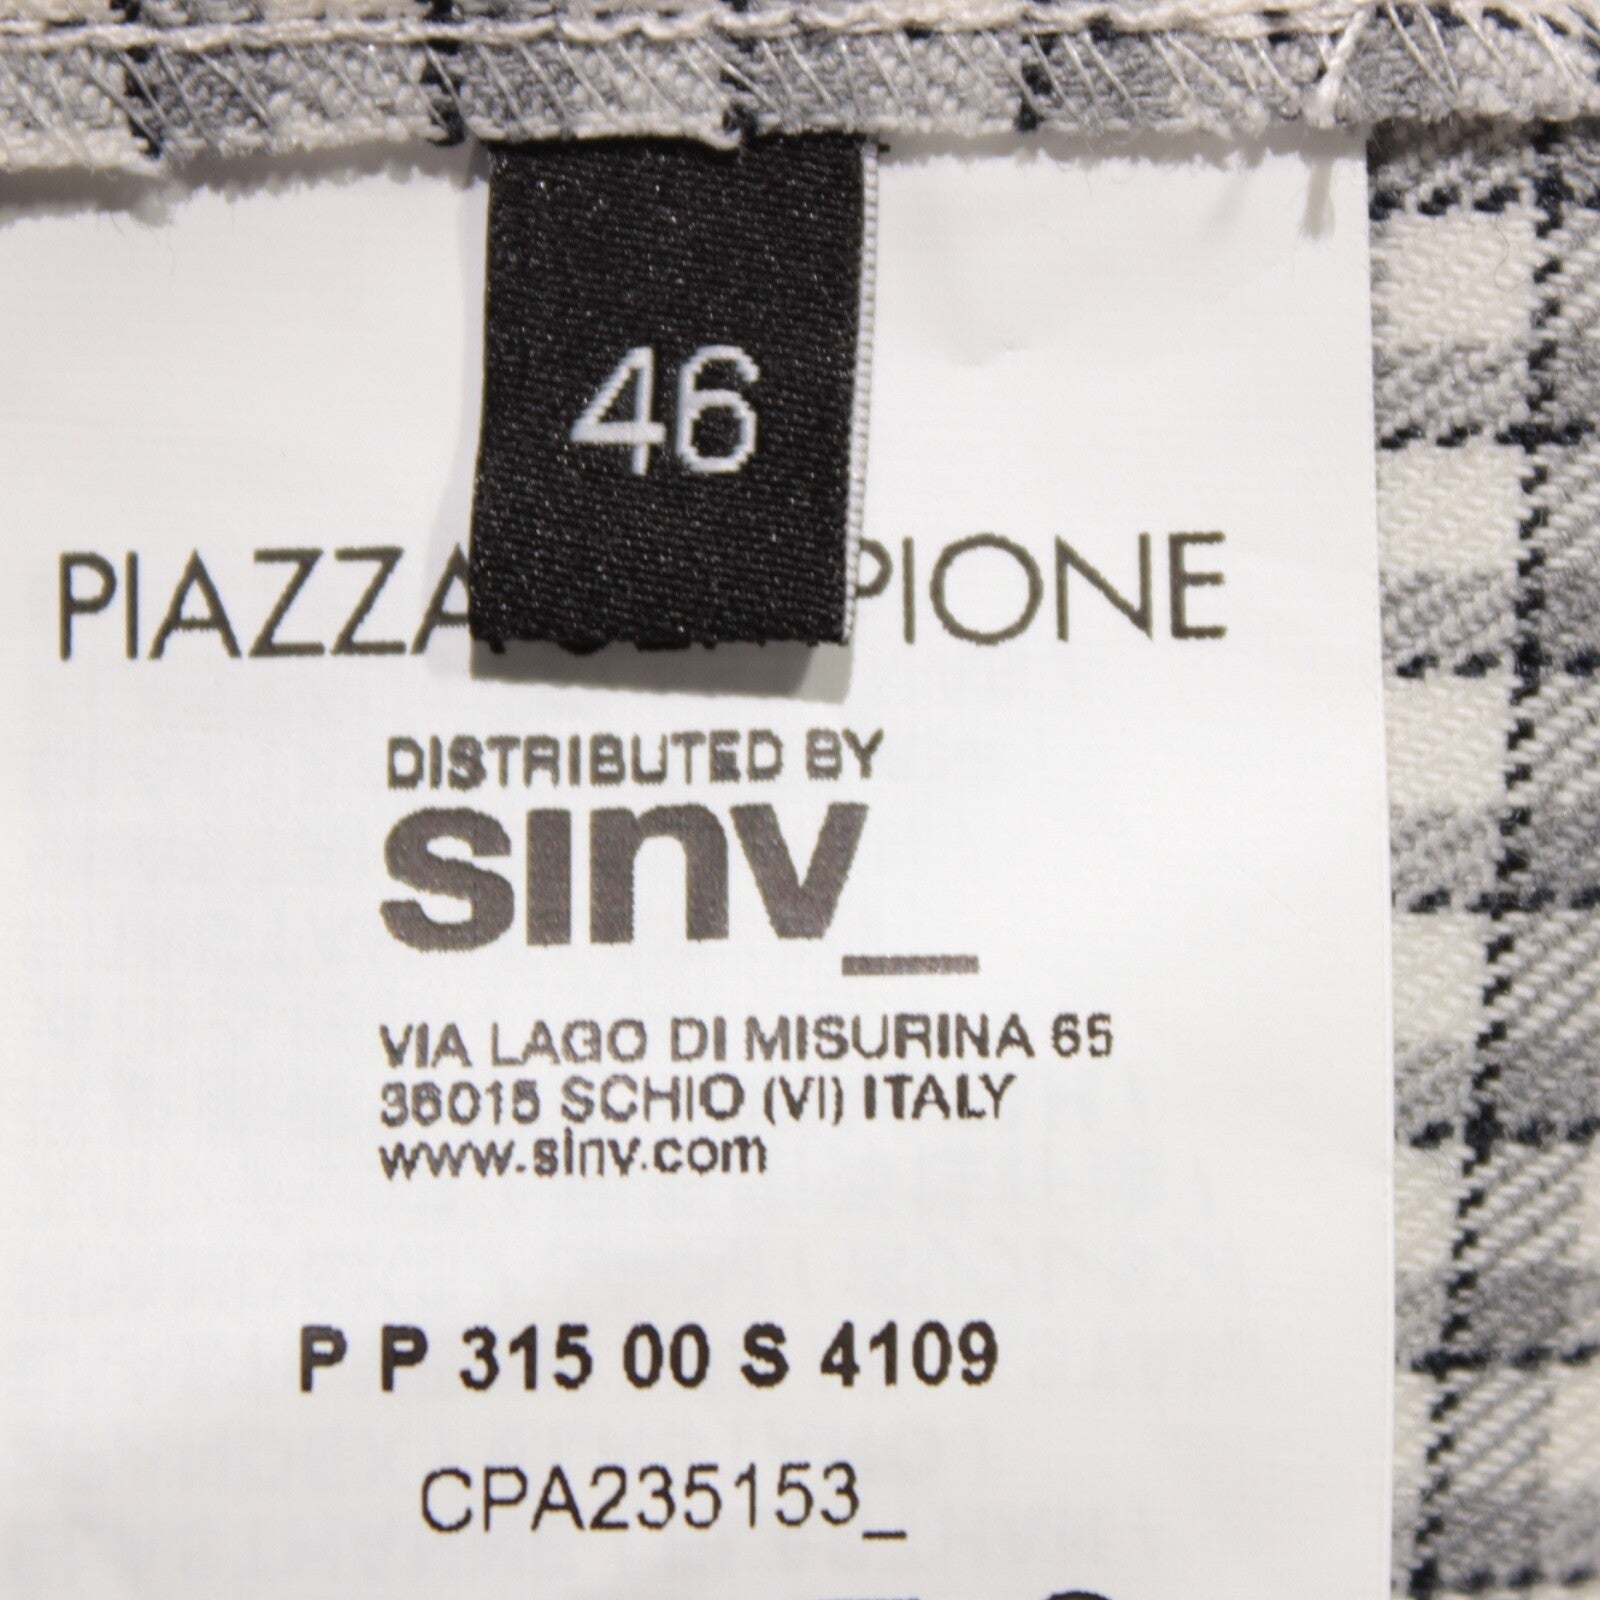 46
PIAZZA PIONE
DISTRIBUTED BY
sinv_
VIA LAGO DI MISURINA 65
36015 SCHIO (VI) ITALY
www.sinv.com
P P 315 00 S 4109
CPA235153_